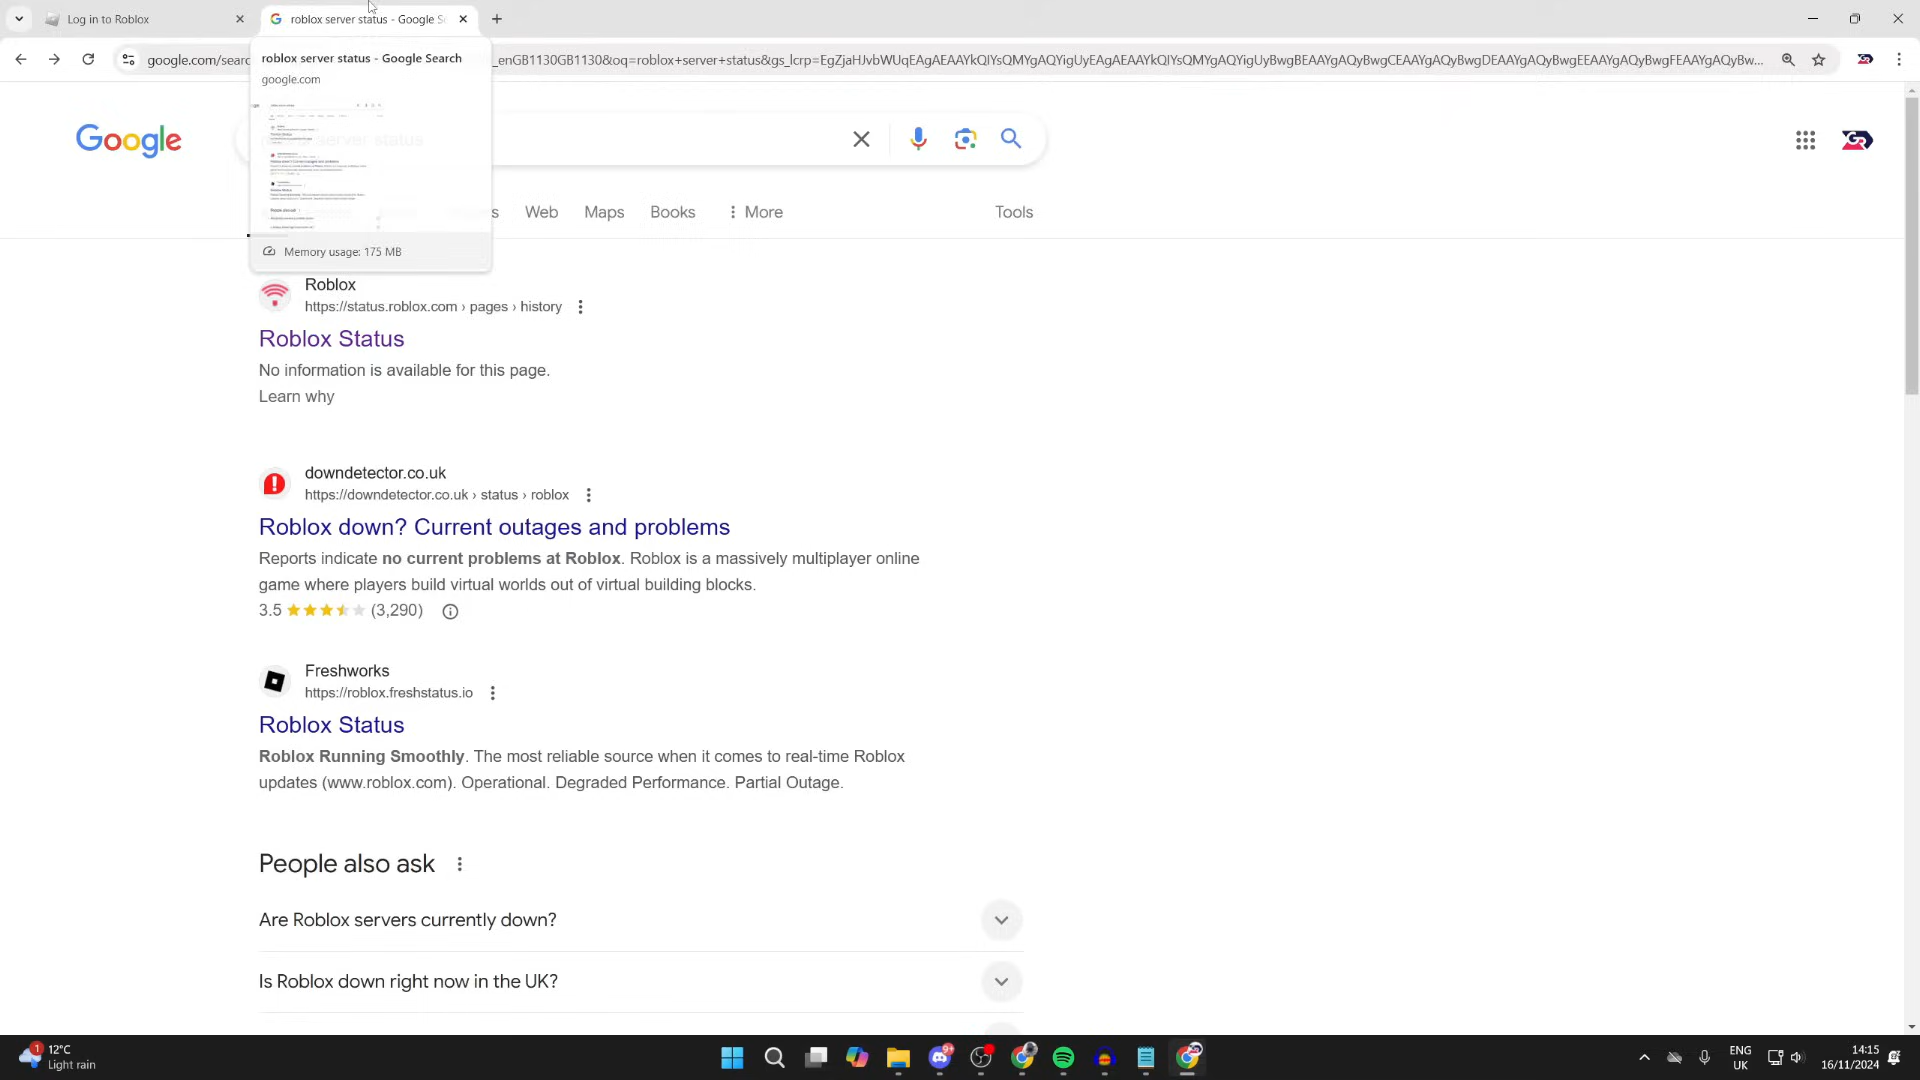 Log in to Roblox
roblox server status - Google S
roblox server status - Google Search
google.com
google.com/searc
_enGB1130GB1130&oq=roblox+server+status&gs_lcrp=EgZjaHJvbWUqEAgAEAAYkQIYsQMYgAQYigUyEAgAEAAYkQIYsQMYgAQYigUyBwgBEAAYgAQyBwgCEAAYgAQyBwgDEAAYgAQyBwgEEAAYgAQyBwgFEAAYgAQyBw...
Google
server status
s
Web
Maps
Books
More
Tools
Memory usage: 175 MB
Roblox
https://status.roblox.com › pages › history
Roblox Status
No information is available for this page.
Learn why
downdetector.co.uk
https://downdetector.co.uk › status › roblox
Roblox down? Current outages and problems
Reports indicate no current problems at Roblox. Roblox is a massively multiplayer online
game where players build virtual worlds out of virtual building blocks.
3.5 (3,290)
Freshworks
https://roblox.freshstatus.io
Roblox Status
Roblox Running Smoothly. The most reliable source when it comes to real-time Roblox
updates (www.roblox.com). Operational. Degraded Performance. Partial Outage.
People also ask
Are Roblox servers currently down?
Is Roblox down right now in the UK?
1
12°C
Light rain
9+
ENG
UK
14:15
16/11/2024